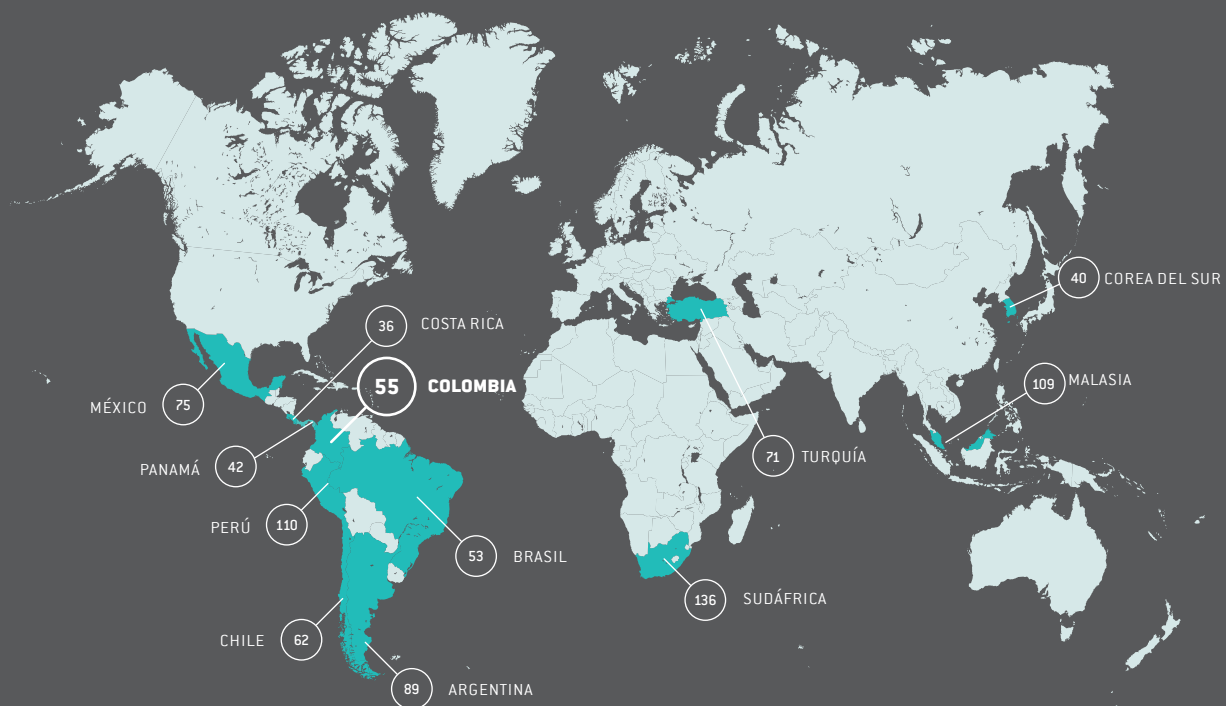 40 COREA DEL SUR
36 COSTA RICA
55 COLOMBIA
109 MALASIA
MÉXICO 75
71 TURQUÍA
PANAMÁ 42
PERÚ 110
53 BRASIL
136 SUDÁFRICA
CHILE 62
89 ARGENTINA